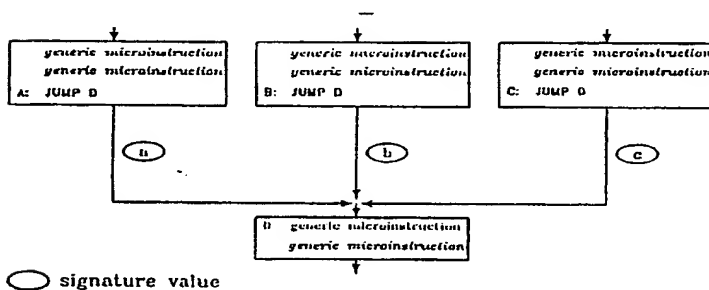 generic microinstruction
generic microinstruction
A: JUMP D
generic microinstruction
generic microinstruction
B: JUMP D
generic microinstruction
generic microinstruction
C: JUMP D
a
b
c
D generic microinstruction
generic microinstruction
signature value